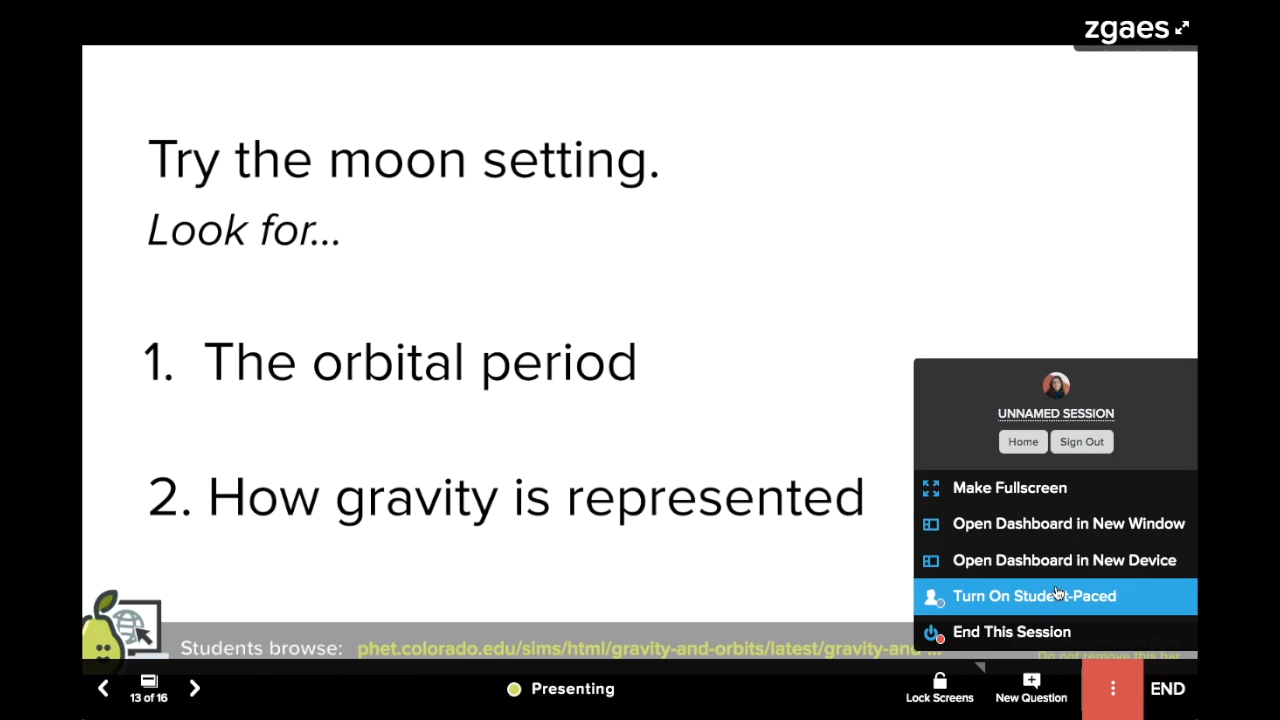 zgaes
Try the moon setting.
Look for...
1. The orbital period
2. How gravity is represented
UNNAMED SESSION
Home Sign Out
Make Fullscreen
Open Dashboard in New Window
Open Dashboard in New Device
Turn On Student-Paced
End This Session
Students browse: phet.colorado.edu/sims/html/gravity-and-orbits/latest/gravity-and-...
Do not remove this bar
13 of 16
Presenting
Lock Screens
New Question
END